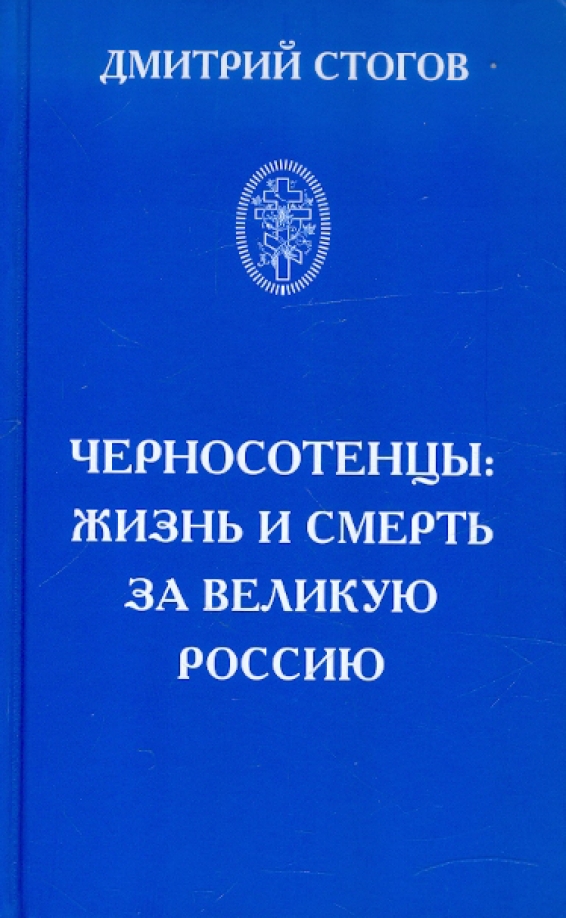 ДМИТРИЙ СТОГОВ
ЧЕРНОСОТЕНЦЫ:
ЖИЗНЬ И СМЕРТЬ
ЗА ВЕЛИКУЮ
РОССИЮ